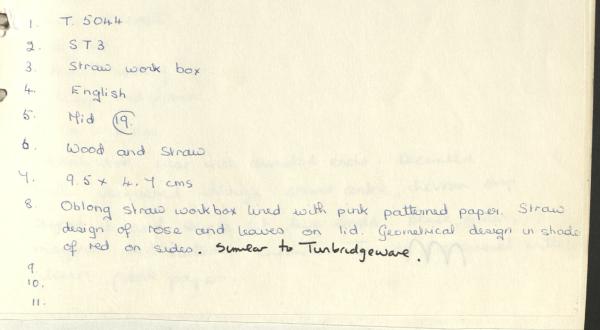 1. T. 5044
2. ST3
3. Straw work box
4. English
5. Mid 19.
6. Wood and Straw
7. 9.5 x 4.7 cms
8. Oblong straw workbox lined with pink patterned paper. Straw
design of rose and leaves on lid. Geometrical design in shade
of red on sides. Similar to Tunbridgeware.
9.
10.
11.